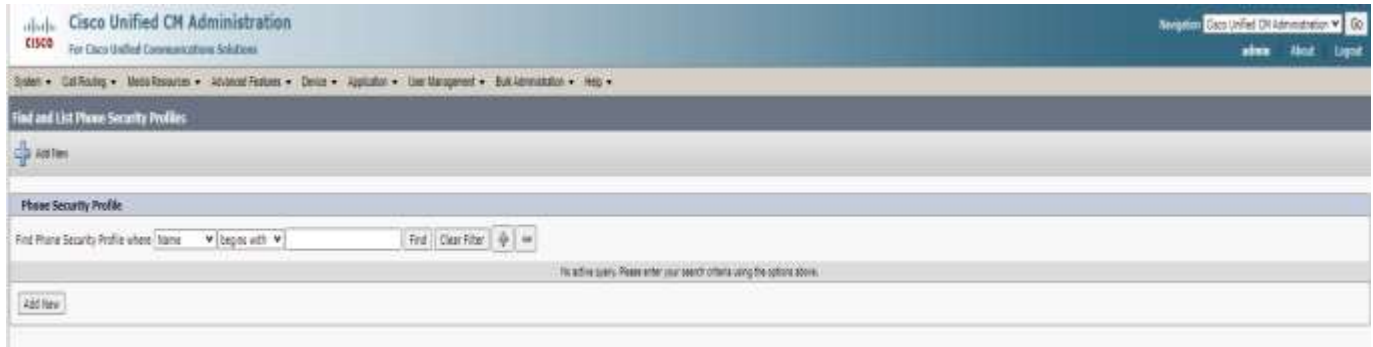 CISCO
Cisco Unified CM Administration
For Cisco Unified Communications Solutions
Navigation Cisco Unified CM Administration Go
admin About Logout
System Call Routing Media Resources Advanced Features Device Application User Management Bulk Administration Help
Find and List Phone Security Profiles
Add New
Phone Security Profile
Find Phone Security Profile where Name begins with Find Clear Filter
No active query. Please enter your search criteria using the options above.
Add New